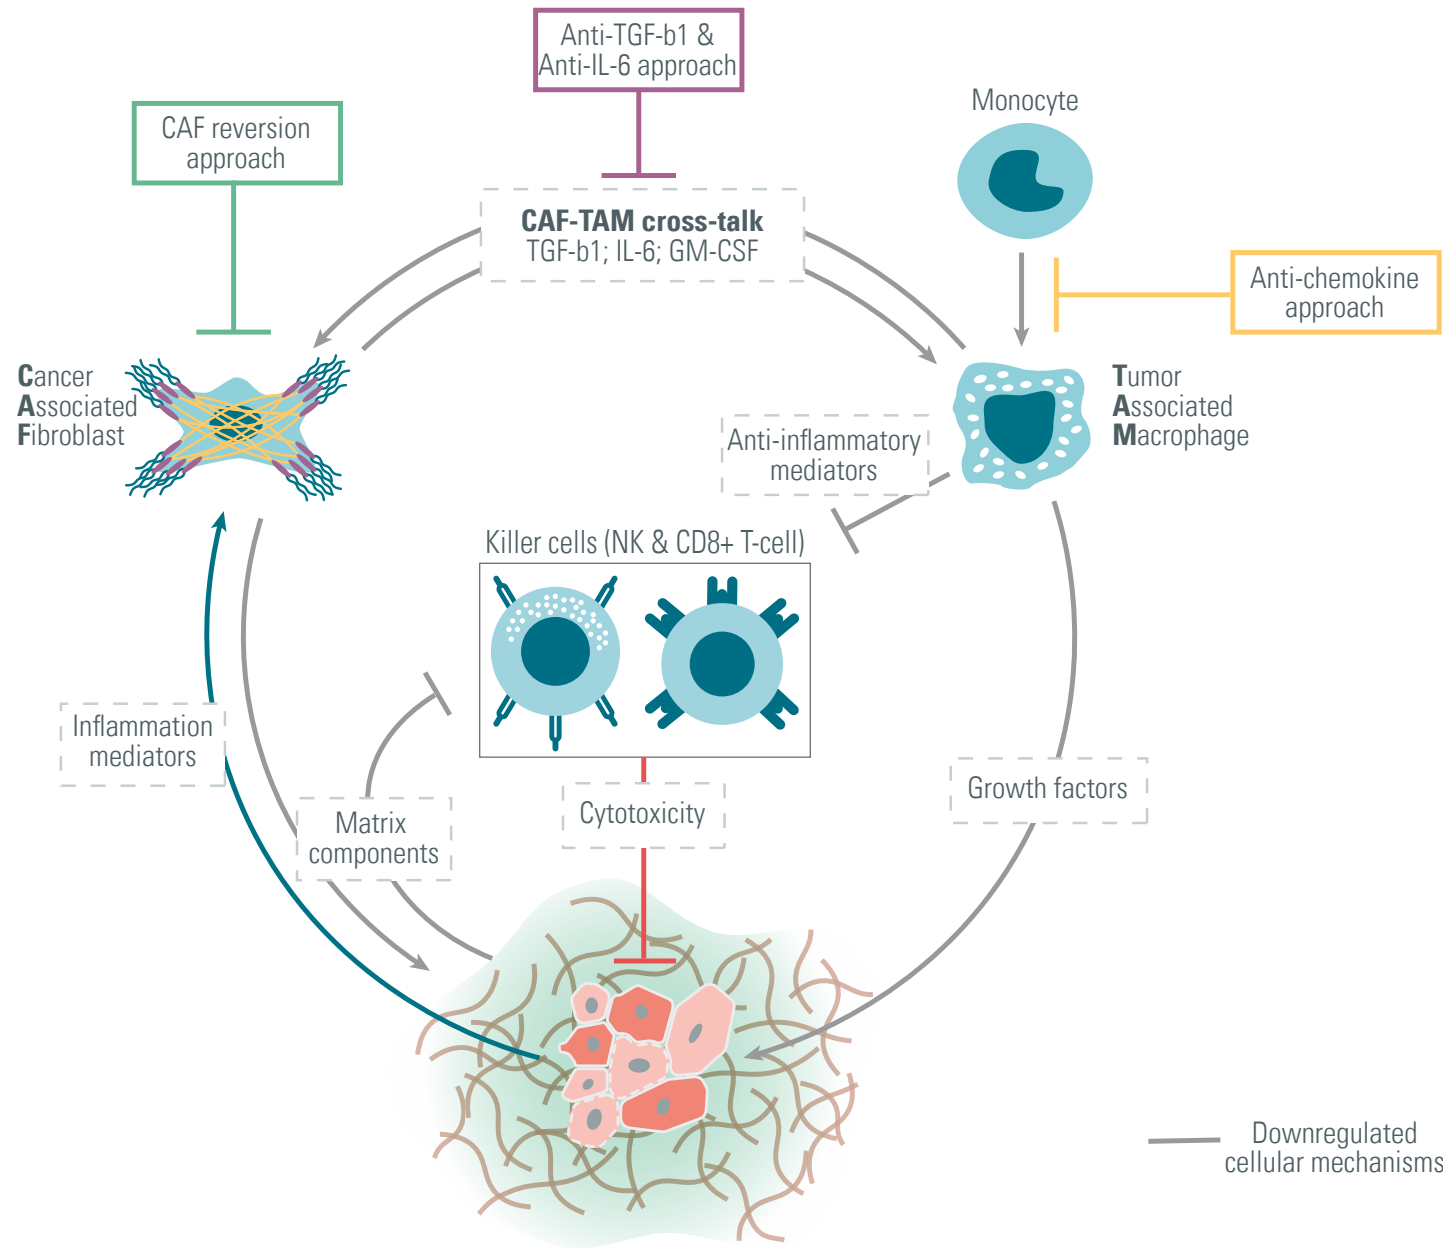 Anti-TGF-b1 &
Anti-IL-6 approach
CAF reversion
approach
Monocyte
CAF-TAM cross-talk
TGF-b1; IL-6; GM-CSF
Anti-chemokine
approach
Cancer
Associated
Fibroblast
Tumor
Associated
Macrophage
Anti-inflammatory
mediators
Killer cells (NK & CD8+ T-cell)
Inflammation
mediators
Matrix
components
Cytotoxicity
Growth factors
Downregulated
cellular mechanisms